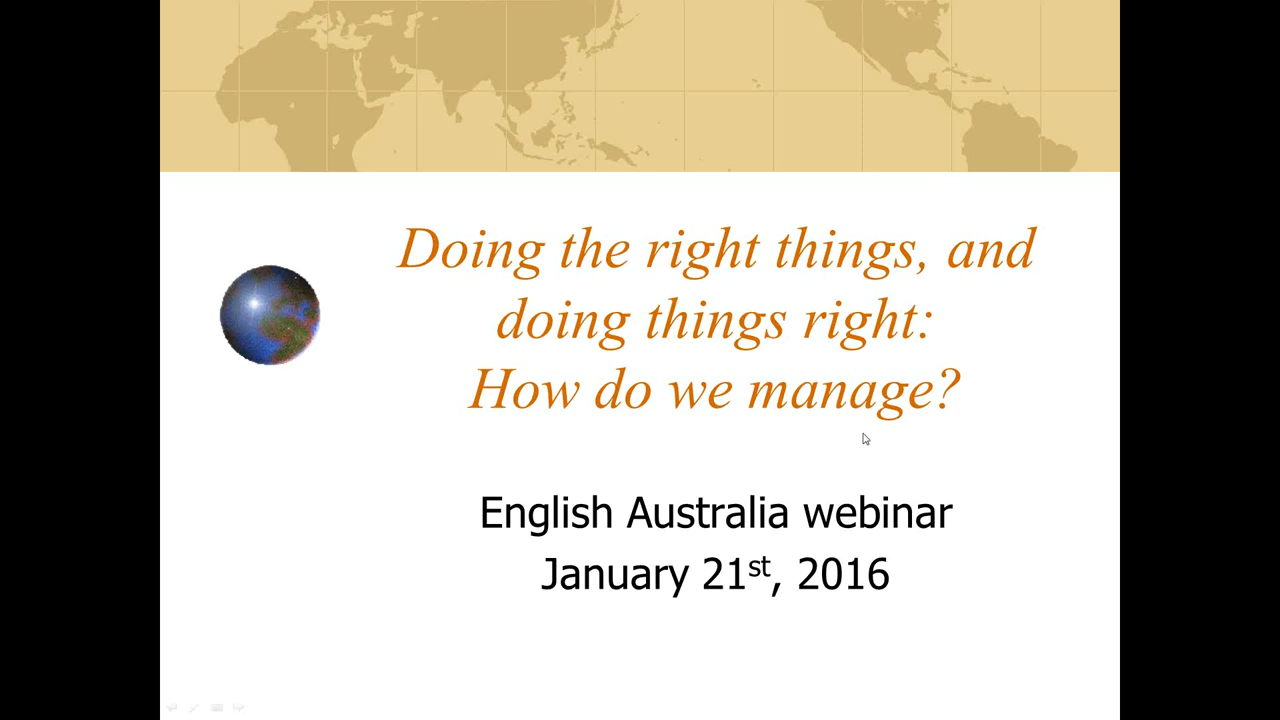 Doing the right things, and
doing things right:
How do we manage?
English Australia webinar
January 21st, 2016